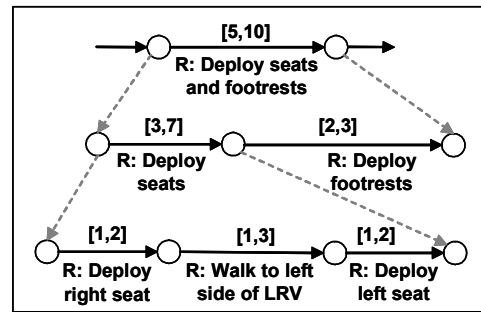 [5,10]
R: Deploy seats
and footrests
[3,7]
[2,3]
R: Deploy
seats
R: Deploy
footrests
[1,2]
[1,3]
[1,2]
R: Deploy
right seat
R: Walk to left
side of LRV
R: Deploy
left seat